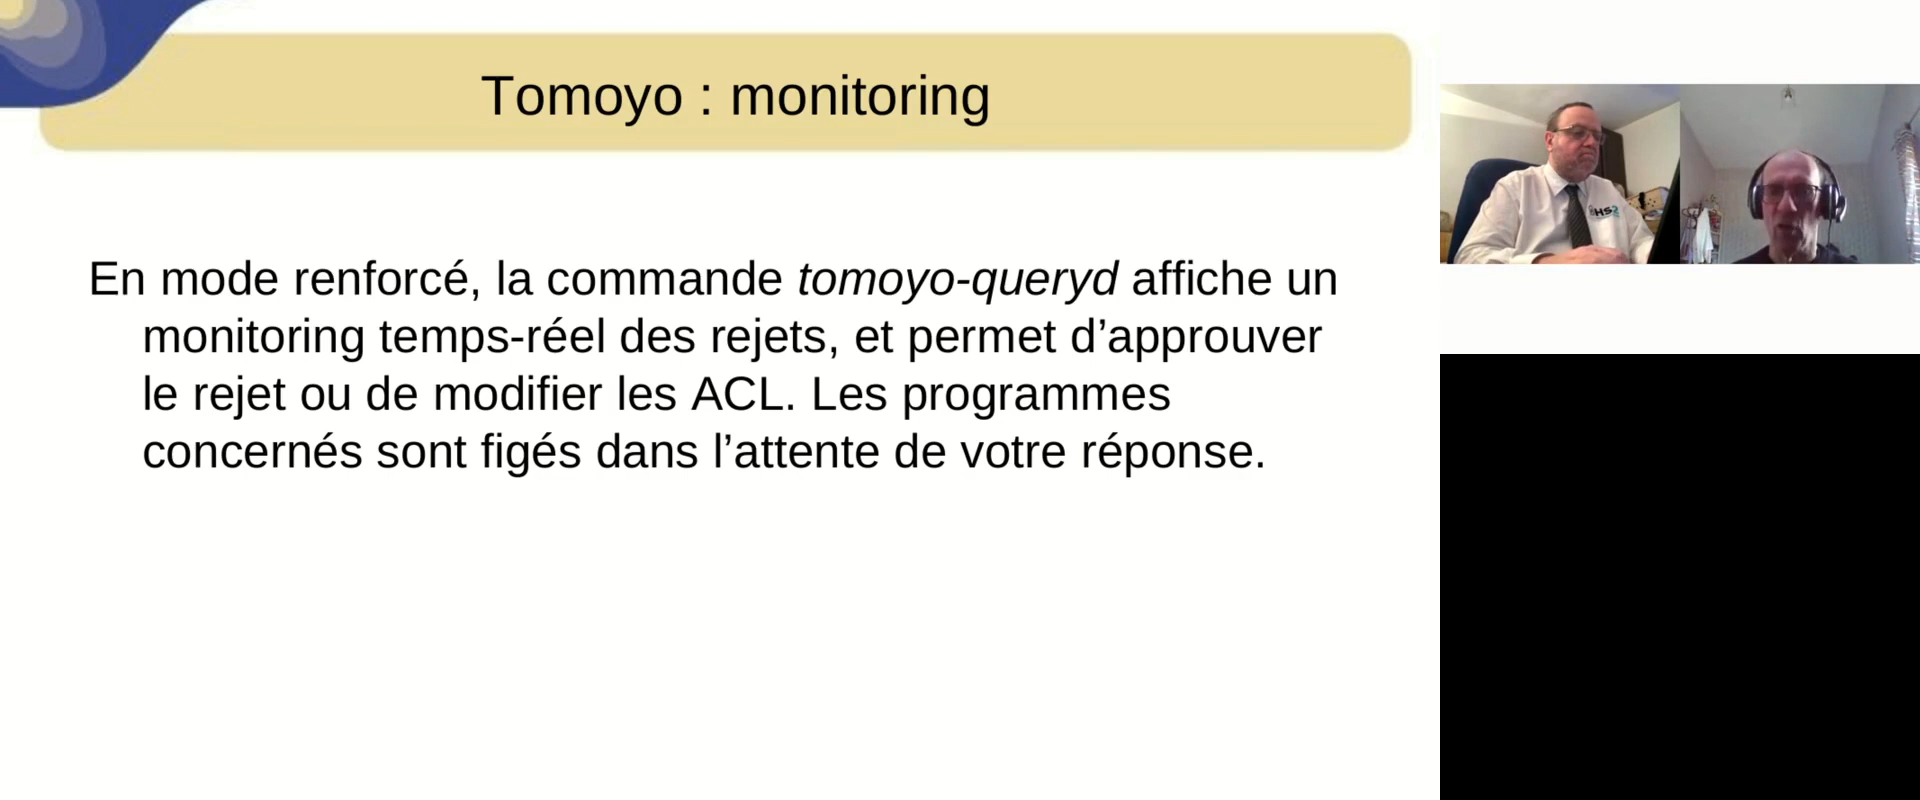 Tomoyo : monitoring
En mode renforcé, la commande tomoyo-queryd affiche un
monitoring temps-réel des rejets, et permet d’approuver
le rejet ou de modifier les ACL. Les programmes
concernés sont figés dans l’attente de votre réponse.
HS2